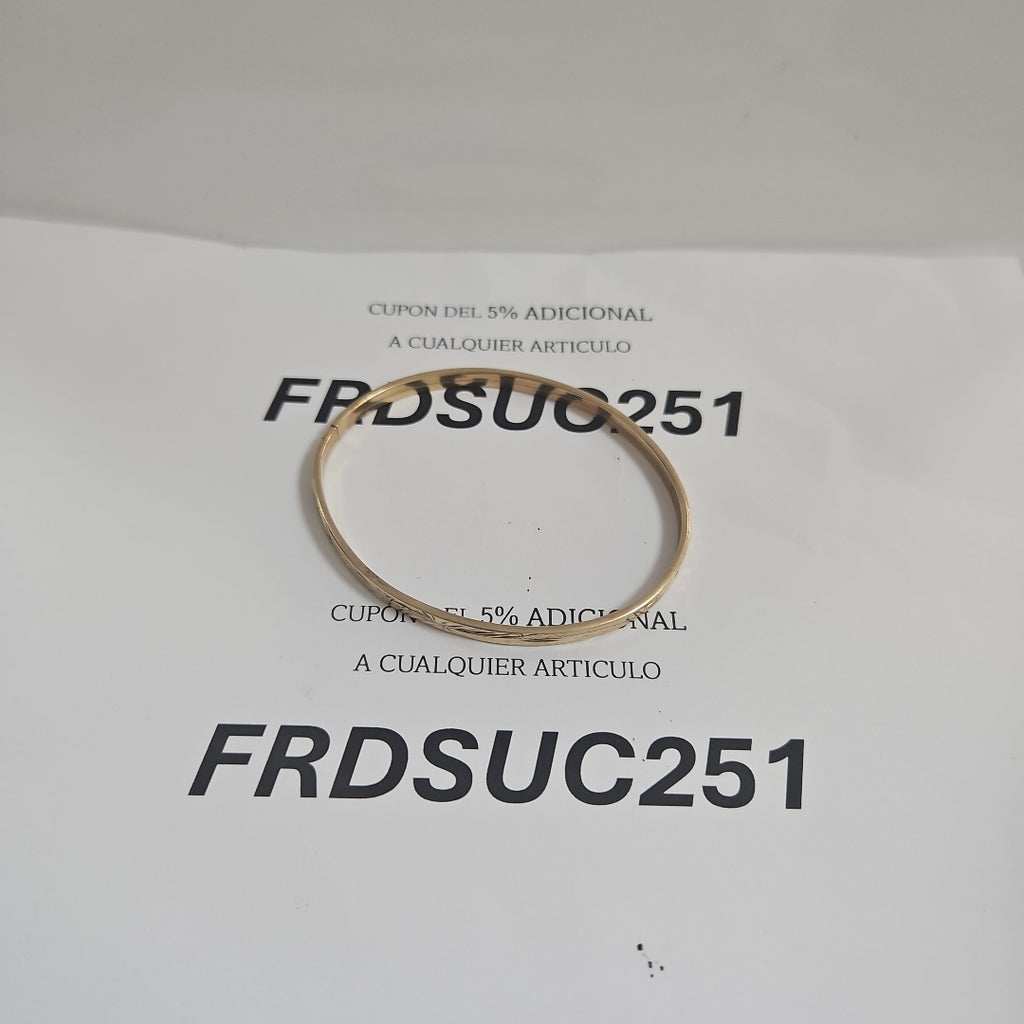 CUPON DEL 5% ADICIONAL
A CUALQUIER ARTICULO
FRDSUC251
CUPON DEL 5% ADICIONAL
A CUALQUIER ARTICULO
FRDSUC251